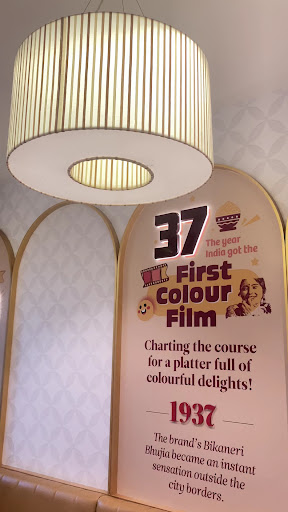 37
The year
India got the
First
Colour
Film
Charting the course
for a platter full of
colourful delights!
1937
The brand's Bikaneri
Bhujia became an instant
sensation outside the
city borders.